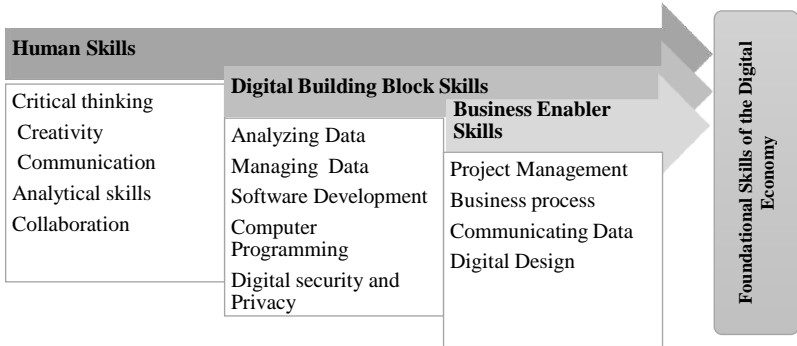 Human Skills
Critical thinking
Creativity
Communication
Analytical skills
Collaboration
Digital Building Block Skills
Analyzing Data
Managing Data
Software Development
Computer
Programming
Digital security and
Privacy
Business Enabler
Skills
Project Management
Business process
Communicating Data
Digital Design
Foundational Skills of the Digital
Economy